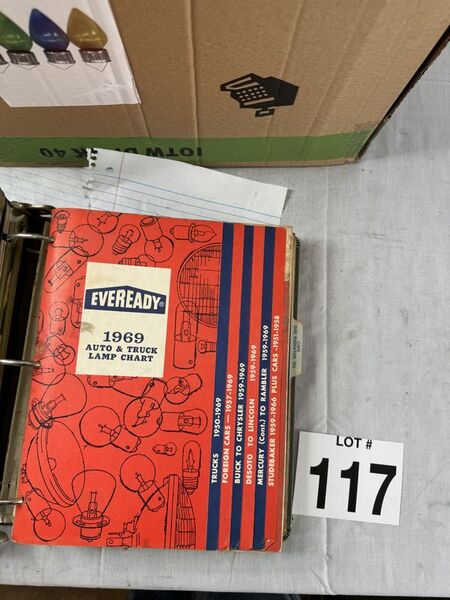 IOTW
EVEREADY®
1969
AUTO & TRUCK
LAMP CHART
TRUCKS 1950-1969
FOREIGN CARS — 1957-1969
BUICK TO CHRYSLER 1959-1969
DESOTO TO LINCOLN 1959-1969
MERCURY (Cont.) TO RAMBLER 1959-1969
STUDEBAKER 1959-1966 PLUS CARS -1951-1958
LOT #
117